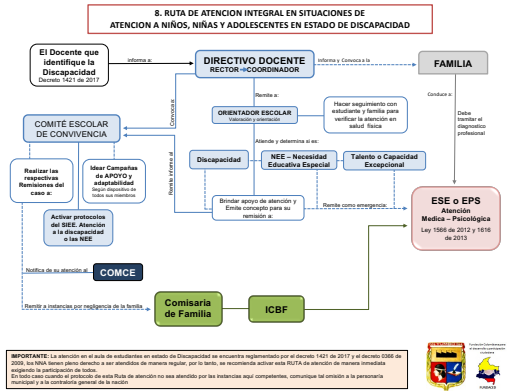 8. RUTA DE ATENCION INTEGRAL EN SITUACIONES DE
ATENCION A NIÑOS, NIÑAS Y ADOLESCENTES EN ESTADO DE DISCAPACIDAD
El Docente que
identifique la
Discapacidad
Decreto 1421 de 2017
informa a:
DIRECTIVO DOCENTE
RECTOR COORDINADOR
Informa y Convoca a la
FAMILIA
Convoca a:
Remite a:
Conduce a:
ORIENTADOR ESCOLAR
Valoración y orientación
Hacer seguimiento con
estudiante y familia para
verificar la atención en
salud física
Debe
tramitar el
diagnostico
profesional
COMITÉ ESCOLAR
DE CONVIVENCIA
Atiende y determina si es:
Remite informe al
Discapacidad
NEE – Necesidad
Educativa Especial
Talento o Capacidad
Excepcional
Realizar las
respectivas
Remisiones del
caso a:
Idear Campañas
de APOYO y
adaptabilidad
Según dispositivo de
todos sus miembros
Brindar apoyo de atención y
Emite concepto para su
remisión a:
Remite como emergencia:
ESE o EPS
Atención
Medica – Psicológica
Ley 1566 de 2012 y 1616
de 2013
Activar protocolos
del SIEE. Atención
a la discapacidad
o las NEE
Notifica de su atención al
COMCE
Remitir a instancias por negligencia de la familia
Comisaria
de Familia
ICBF
IMPORTANTE: La atención en el aula de estudiantes en estado de Discapacidad se encuentra reglamentado por el decreto 1421 de 2017 y el decreto 0366 de
2009, los NNA tienen pleno derecho a ser atendidos de manera regular, por lo tanto, se recomienda activar esta RUTA de atención de manera inmediata
exigiendo la participación de todos.
En todo caso cuando el protocolo de esta Ruta de atención no sea atendido por las instancias aquí competentes, comunique tal omisión a la personería
municipal y a la contraloría general de la nación